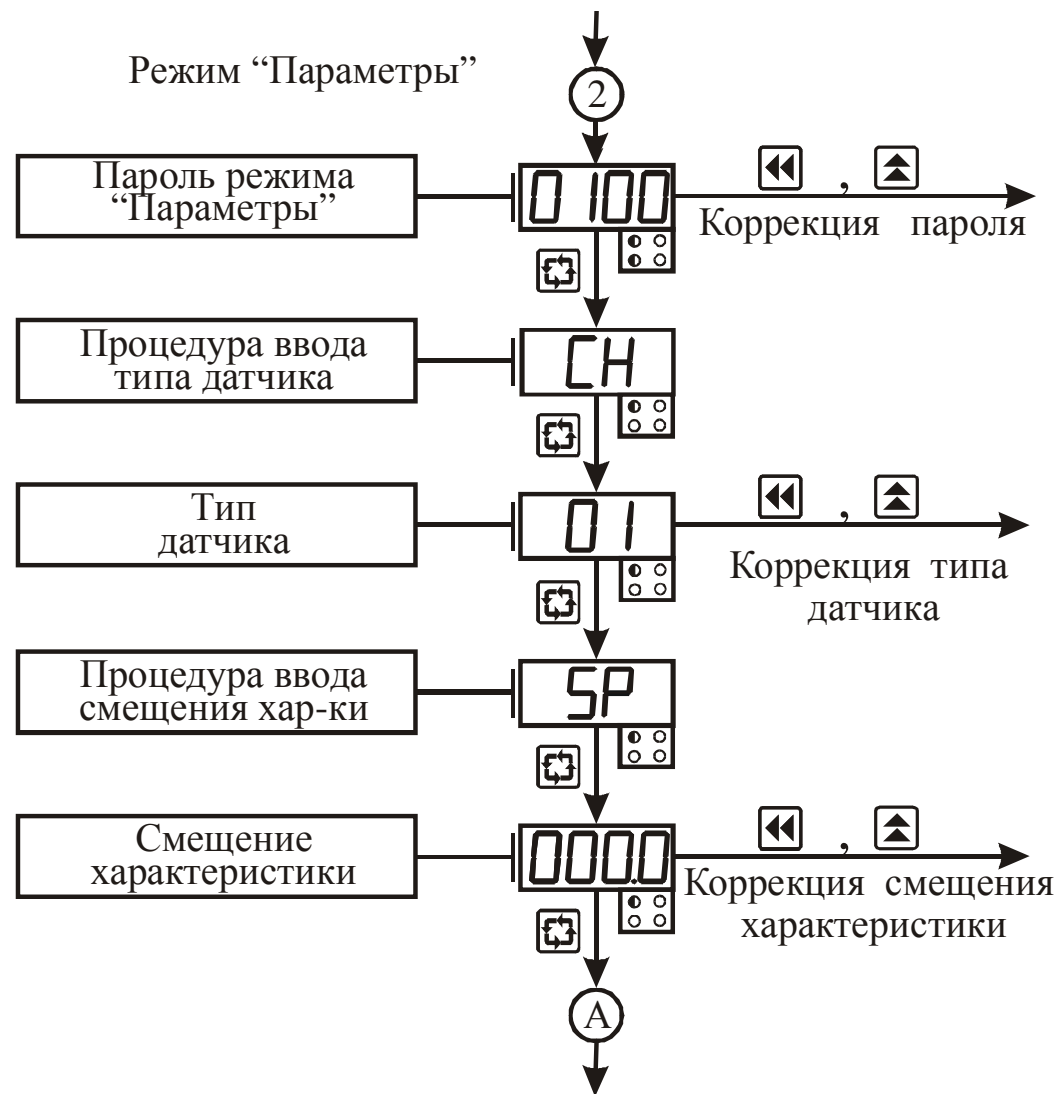 Режим “Параметры”
2
Пароль режима
“Параметры”
0100
,
Коррекция пароля
Процедура ввода
типа датчика
CH
Тип
датчика
01
,
Коррекция типа
датчика
Процедура ввода
смещения хар-ки
SP
Смещение
характеристики
000.0
,
Коррекция смещения
характеристики
А